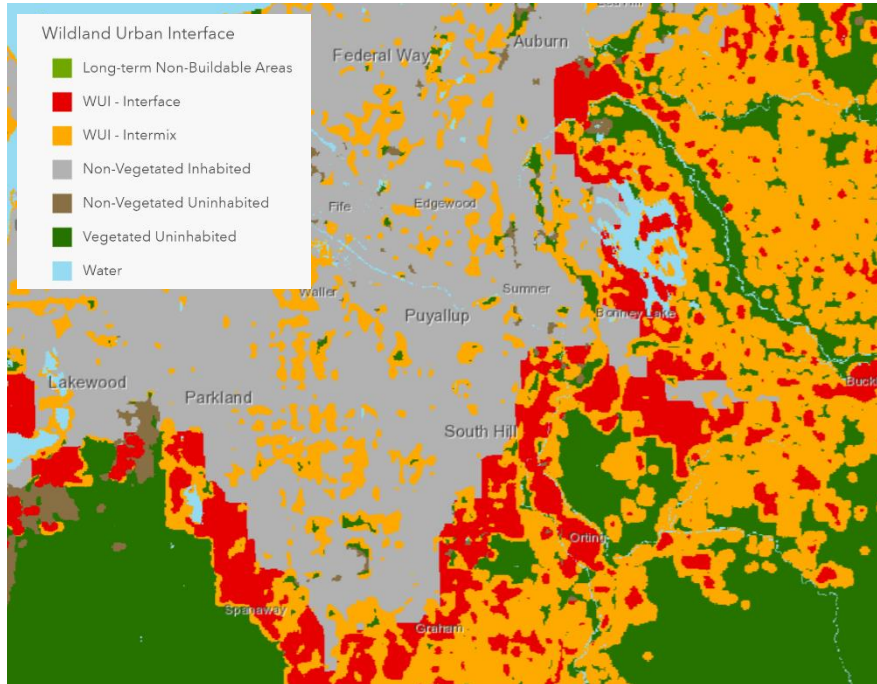 Wildland Urban Interface
Long-term Non-Buildable Areas
WUI - Interface
WUI - Intermix
Non-Vegetated Inhabited
Non-Vegetated Uninhabited
Vegetated Uninhabited
Water
Auburn
Federal Way
Fife
Edgewood
Waller
Sumner
Puyallup
Bonney Lake
Lakewood
Parkland
Buck
South Hill
Orting
Spanaway
Graham